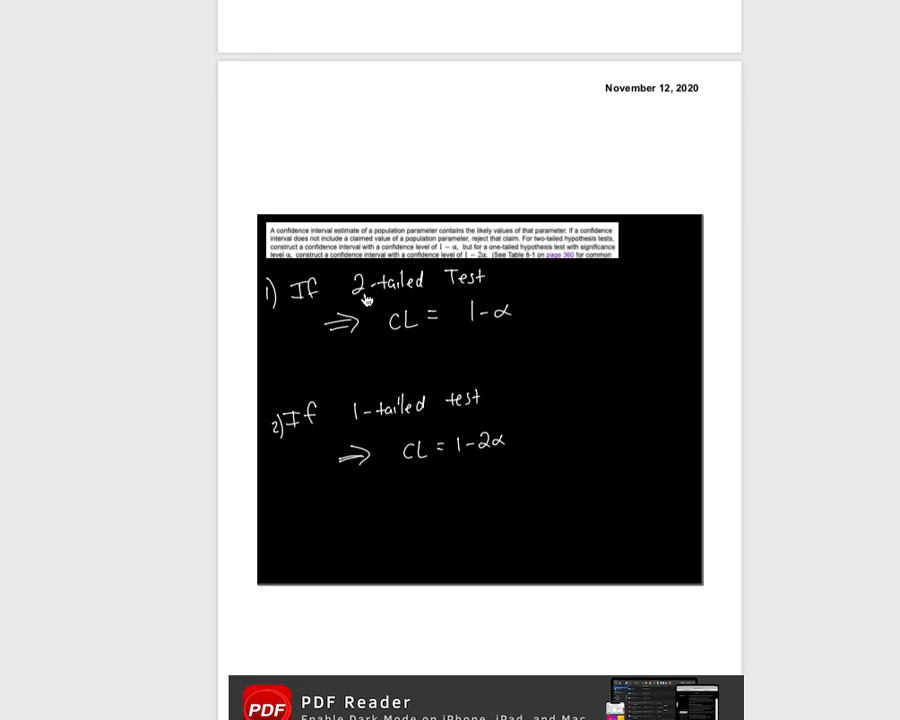 November 12, 2020
A confidence interval estimate of a population parameter contains the likely values of that parameter. If a confidence
interval does not include a claimed value of a population parameter, reject that claim. For two-tailed hypothesis tests,
construct a confidence interval with a confidence level of 1 − α, but for a one-tailed hypothesis test with significance
level α, construct a confidence interval with a confidence level of 1 − 2α. (See Table 8-1 on page 360 for common
1) If 2-tailed Test
⇒ CL = 1-α
2) If 1-tailed test
⇒ CL = 1-2α
PDF
PDF Reader
Enable Dark Mode on iPhone, iPad, and Mac